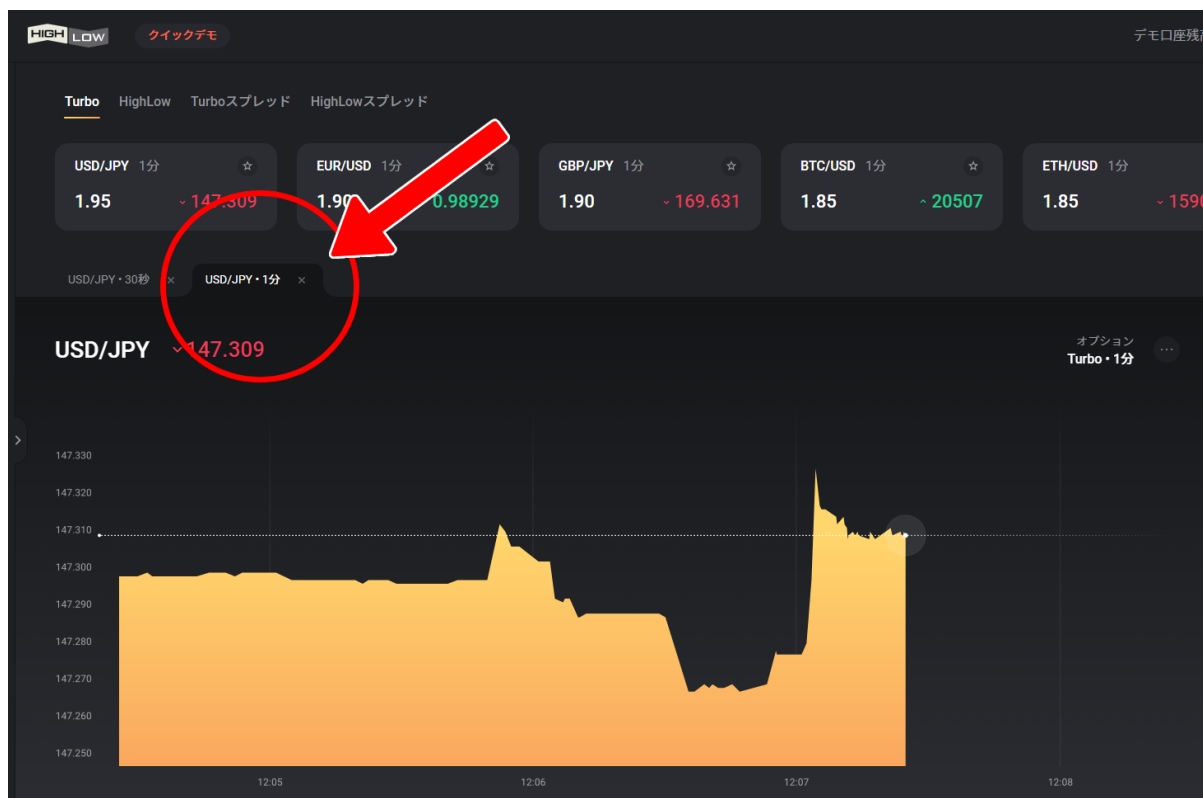 HIGH LOW クイックデモ デモ口座残高
Turbo HighLow Turboスプレッド HighLowスプレッド
USD/JPY 1分 EUR/USD 1分 GBP/JPY 1分 BTC/USD 1分 ETH/USD 1分
1.95 147.309 1.90 0.98929 1.90 169.631 1.85 20507 1.85 1590
USD/JPY・30秒 × USD/JPY・1分 ×
USD/JPY 147.309
オプション
Turbo・1分
147.330
147.320
147.310
147.300
147.290
147.280
147.270
147.260
147.250
12:05 12:06 12:07 12:08